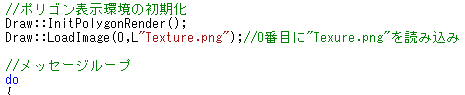 //ポリゴン表示環境の初期化
Draw::InitPolygonRender();
Draw::LoadImage(0,L"Texture.png");//0番目に"Texure.png"を読み込み
//メッセージループ
do
{